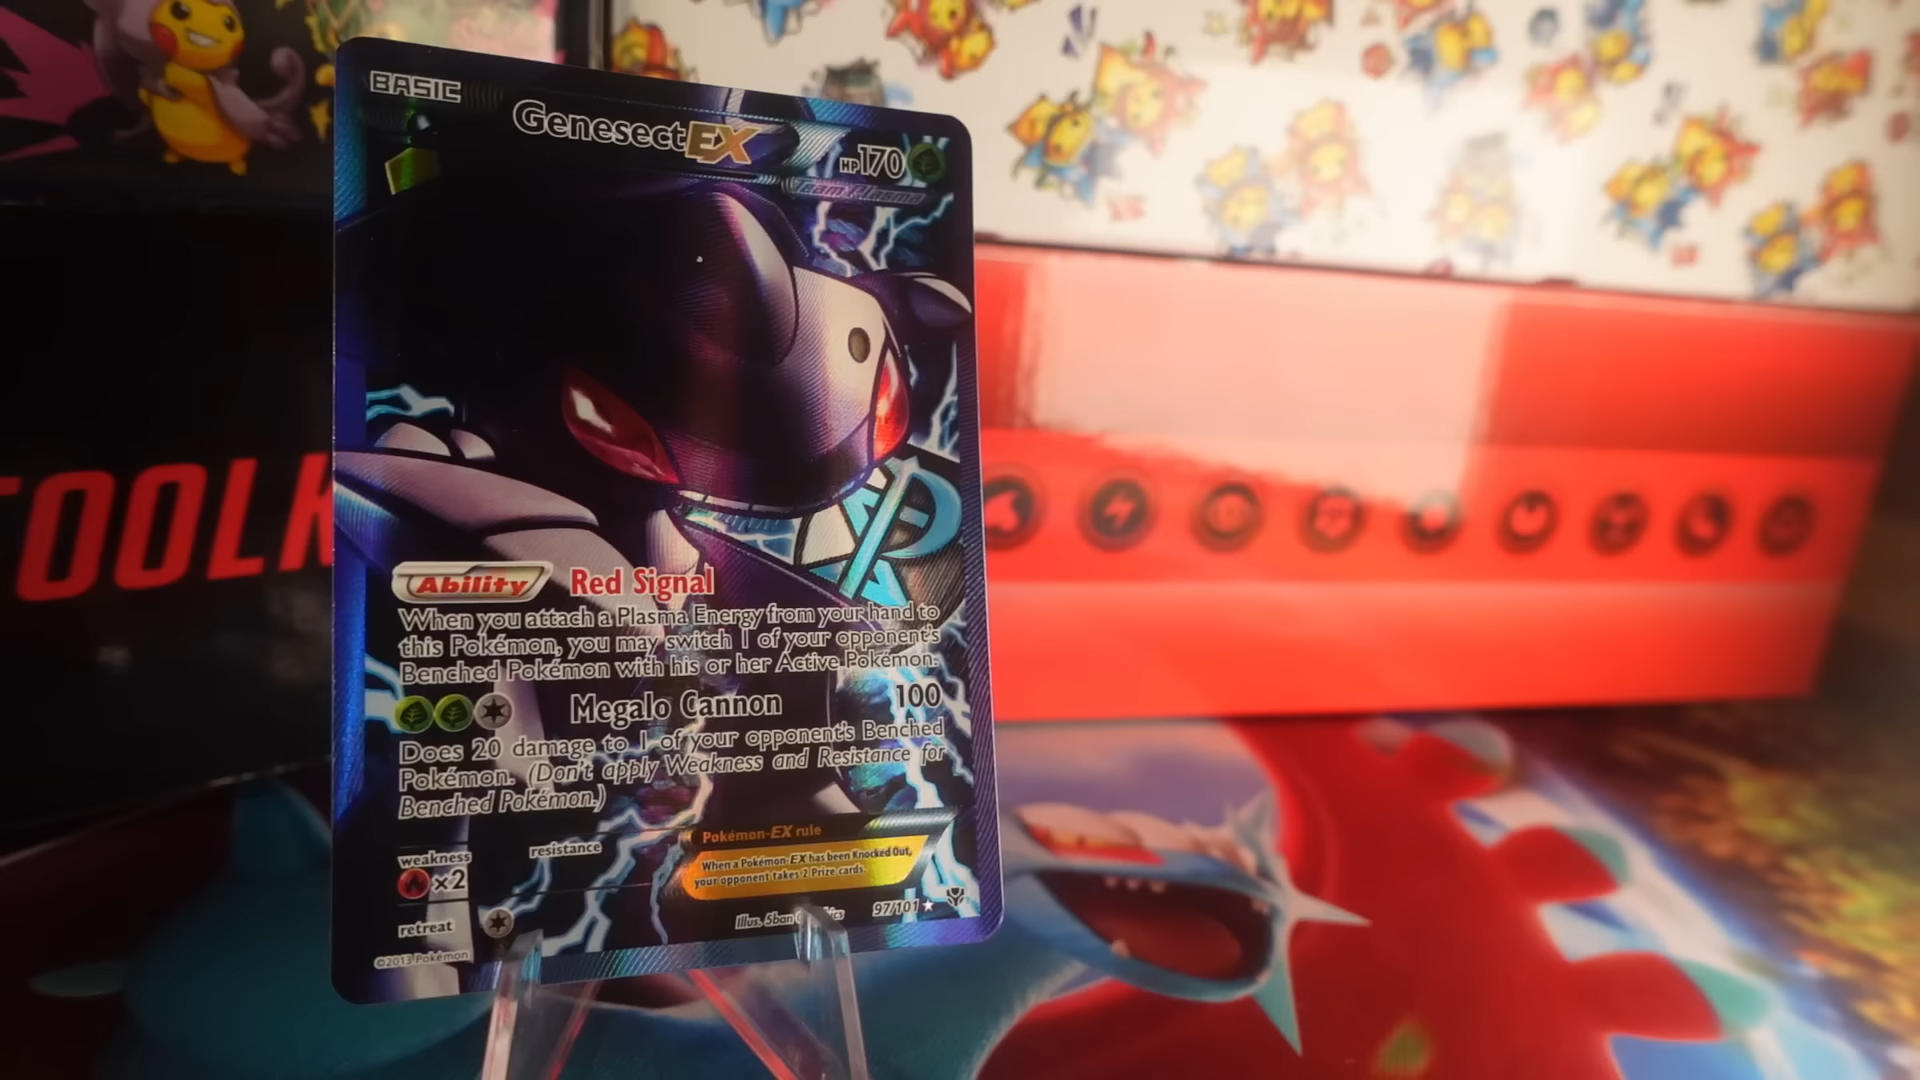 BASIC
Genesect EX
HP 170
Team Plasma
TOOLK
Ability Red Signal
When you attach a Plasma Energy from your hand to
this Pokémon, you may switch 1 of your opponent's
Benched Pokémon with his or her Active Pokémon.
Megalo Cannon 100
Does 20 damage to 1 of your opponent's Benched
Pokémon. (Don't apply Weakness and Resistance for
Benched Pokémon.)
Pokémon-EX rule
When a Pokémon-EX has been Knocked Out,
your opponent takes 2 Prize cards.
weakness resistance
×2
retreat
Illus. 5ban
97/101
©2013 Pokémon